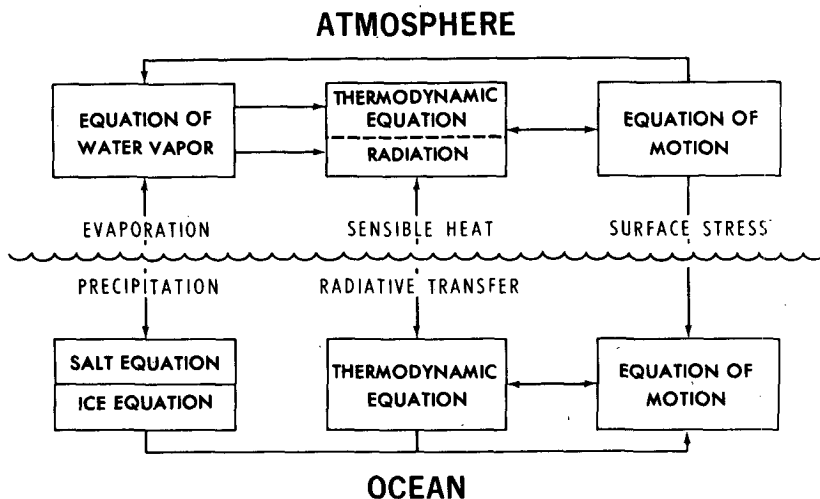 ATMOSPHERE
EQUATION OF
WATER VAPOR
THERMODYNAMIC
EQUATION
RADIATION
EQUATION OF
MOTION
EVAPORATION
SENSIBLE HEAT
SURFACE STRESS
PRECIPITATION
RADIATIVE TRANSFER
SALT EQUATION
ICE EQUATION
THERMODYNAMIC
EQUATION
EQUATION OF
MOTION
OCEAN